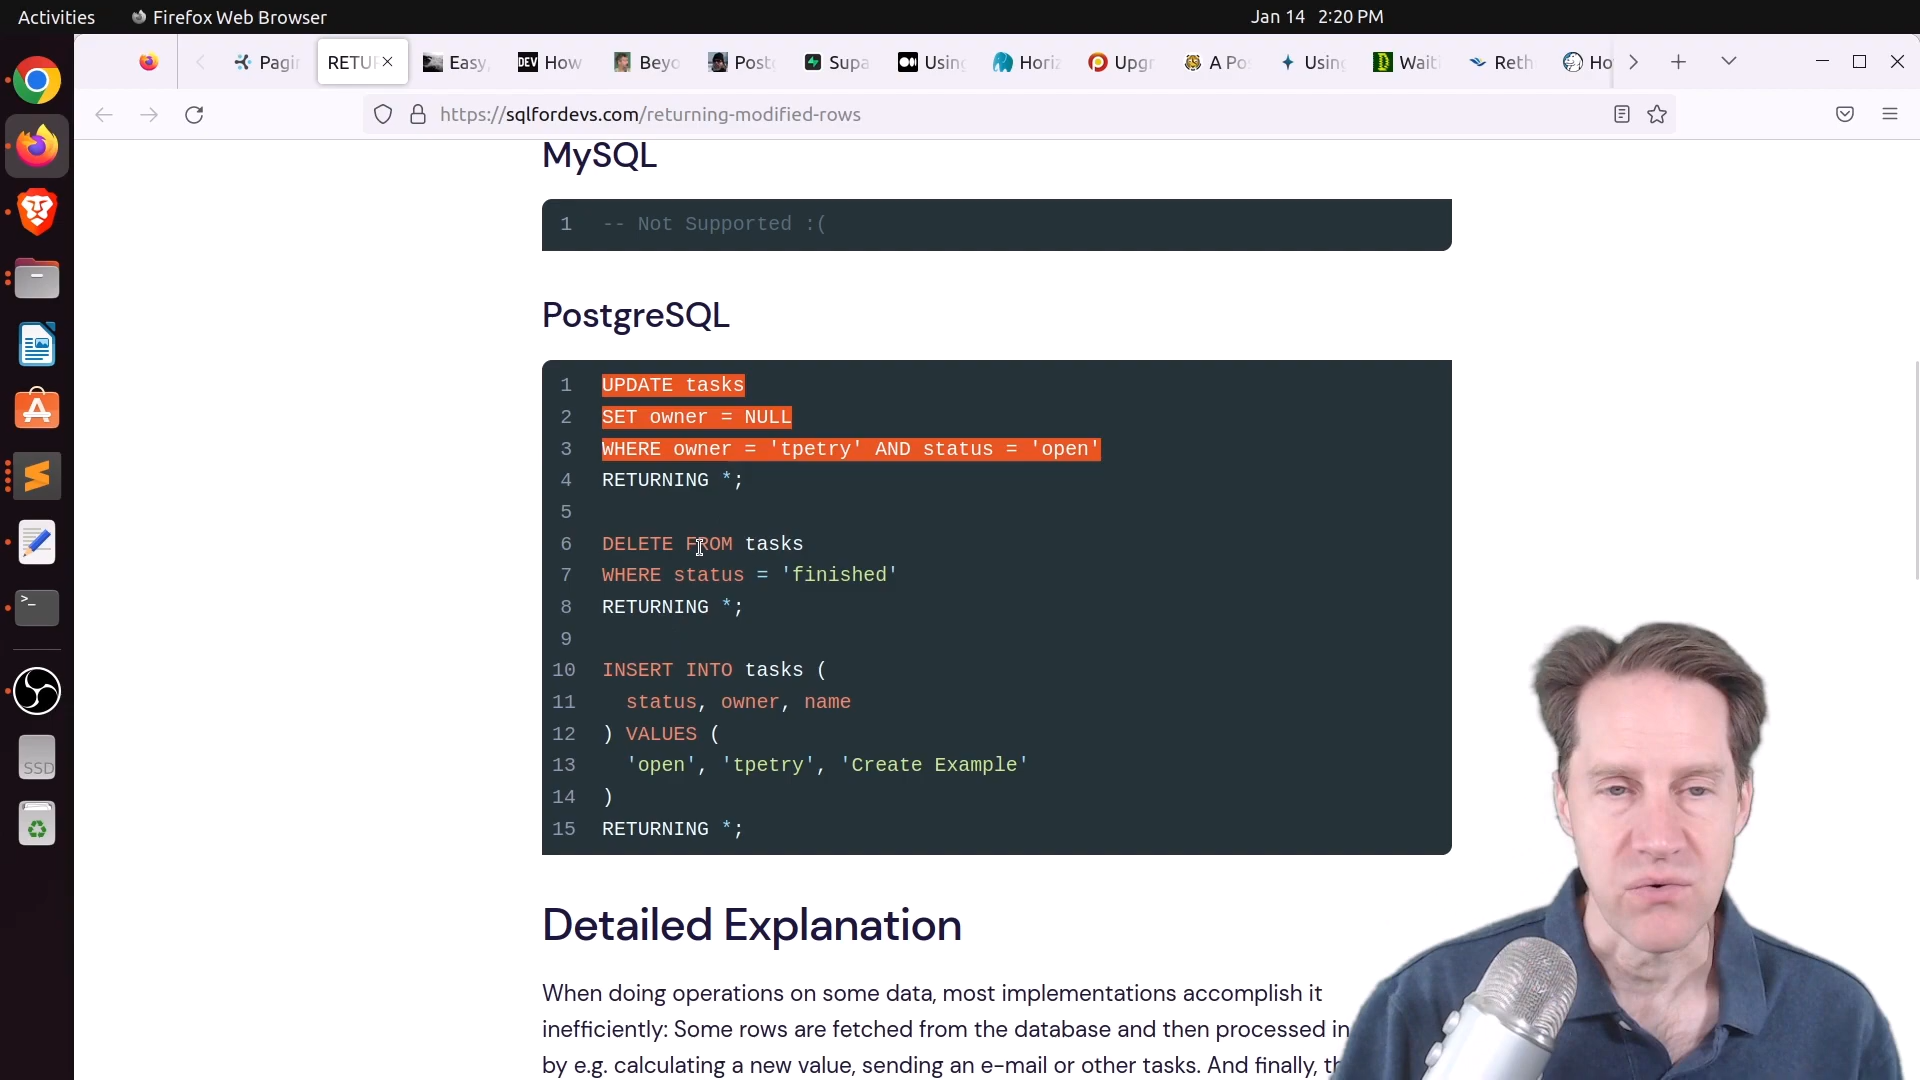 Activities
Firefox Web Browser
Jan 14 2:20 PM
Pagi
RETU
Easy,
DEV How
Beyo
Post
Supa
Using
Hori
Upgr
A Po
Using
Wait
Reth
Ho
https://sqlfordevs.com/returning-modified-rows
MySQL
1 -- Not Supported :(
PostgreSQL
1 UPDATE tasks
2 SET owner = NULL
3 WHERE owner = 'tpetry' AND status = 'open'
4 RETURNING *;
5
6 DELETE FROM tasks
7 WHERE status = 'finished'
8 RETURNING *;
9
10 INSERT INTO tasks (
11 status, owner, name
12 ) VALUES (
13 'open', 'tpetry', 'Create Example'
14 )
15 RETURNING *;
SSD
Detailed Explanation
When doing operations on some data, most implementations accomplish it
inefficiently: Some rows are fetched from the database and then processed in
by e.g. calculating a new value, sending an e-mail or other tasks. And finally, th